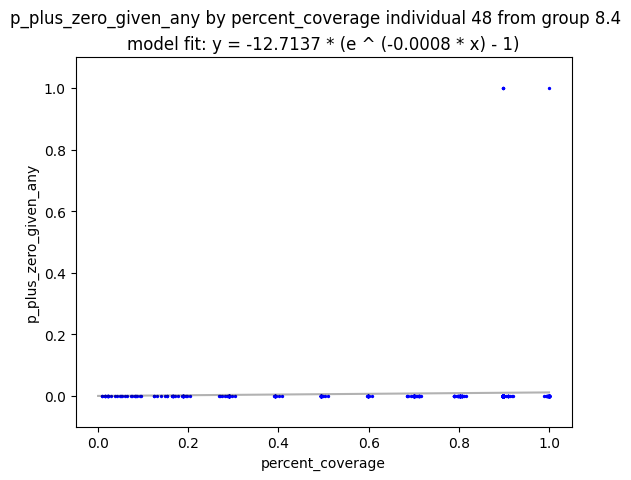 p_plus_zero_given_any by percent_coverage individual 48 from group 8.4
model fit: y = -12.7137 * (e ^ (-0.0008 * x) - 1)
1.0
0.8
0.6
0.4
0.2
0.0
p_plus_zero_given_any
0.0 0.2 0.4 0.6 0.8 1.0
percent_coverage